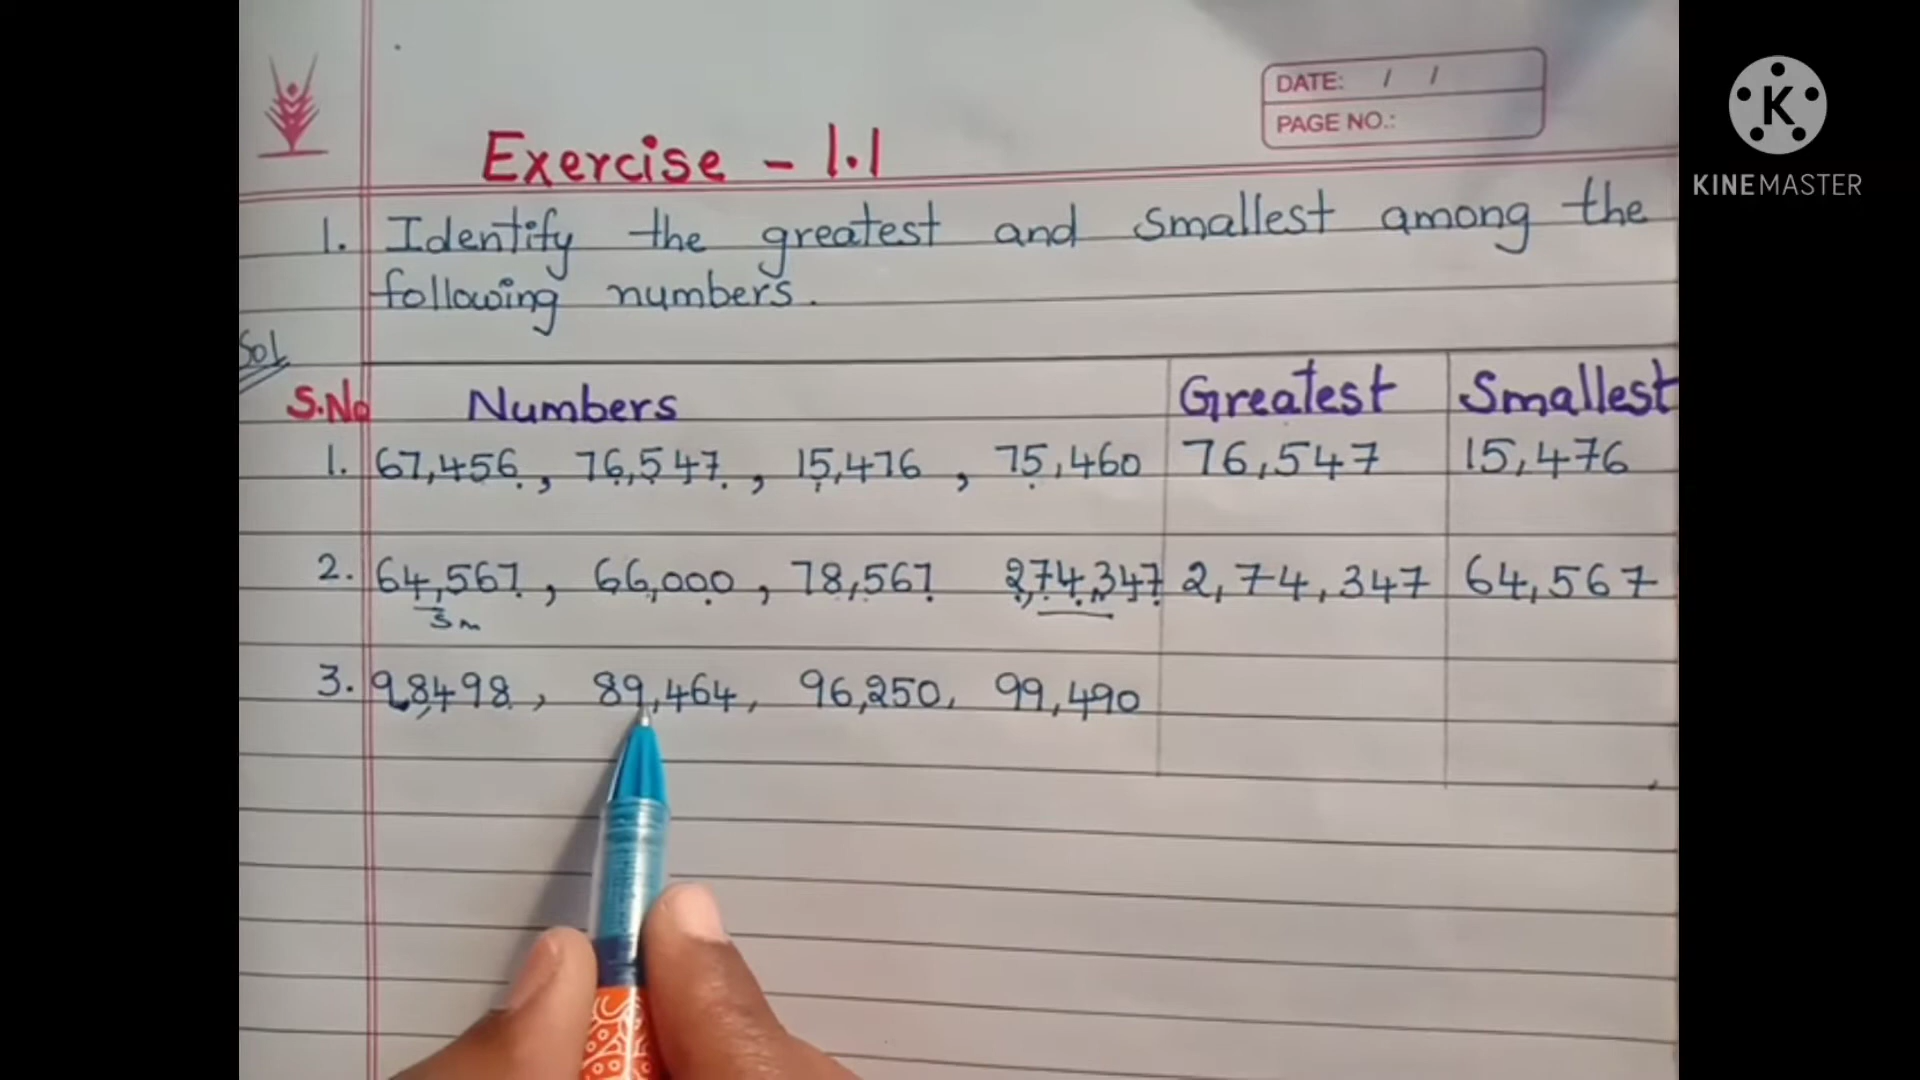 DATE: / /
PAGE NO.:
KINEMASTER
Exercise - 1.1
1. Identify the greatest and smallest among the
following numbers.
Sol
S.No Numbers Greatest Smallest
1. 67,456, 76,547, 15,476, 75,460 76,547 15,476
2. 64,567, 66,000, 78,567 274,347 2,74,347 64,567
3. 98,498, 89,464, 96,250, 99,490